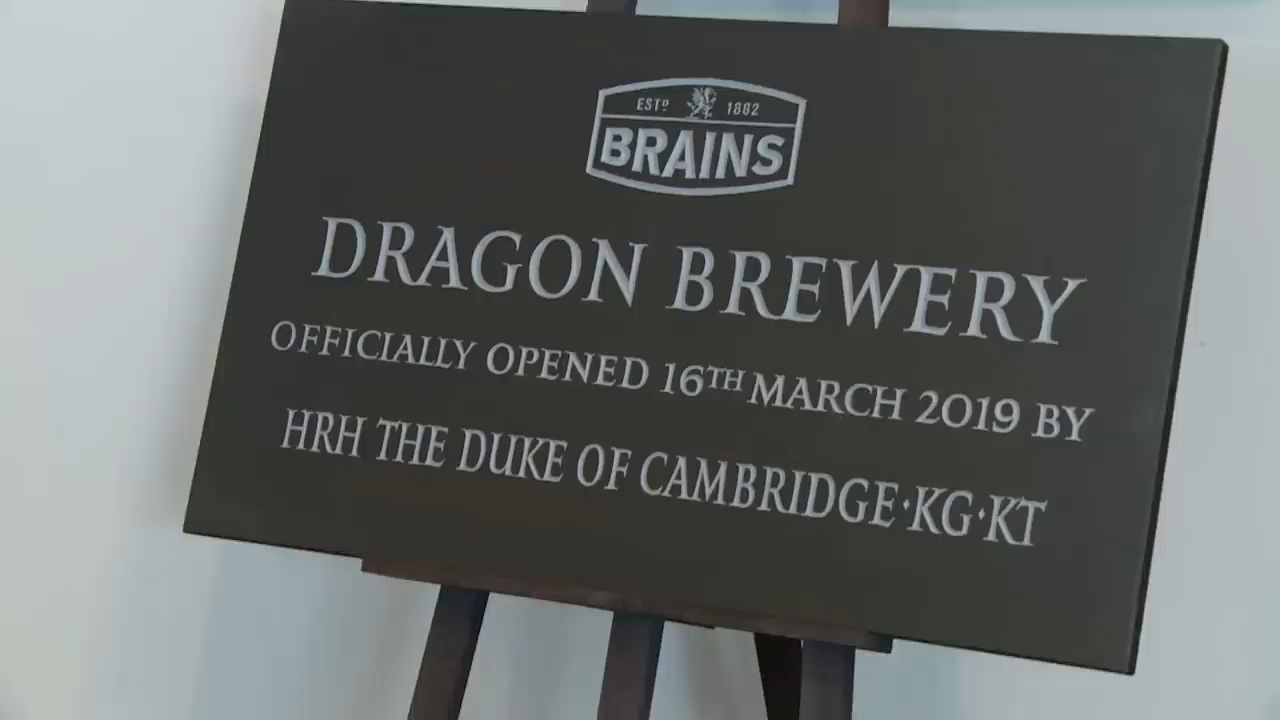 ESTD 1882
BRAINS
DRAGON BREWERY
OFFICIALLY OPENED 16TH MARCH 2019 BY
HRH THE DUKE OF CAMBRIDGE·KG·KT